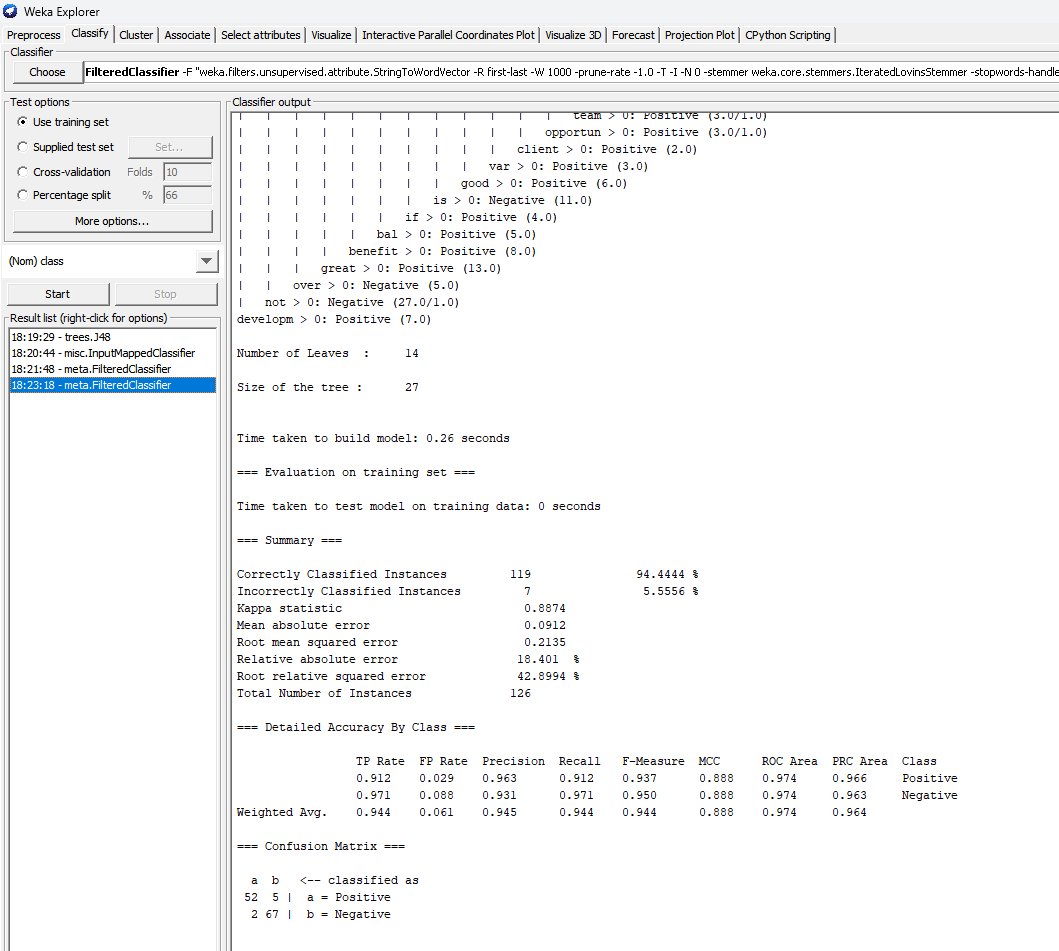 Weka Explorer
Preprocess Classify Cluster Associate Select attributes Visualize Interactive Parallel Coordinates Plot Visualize 3D Forecast Projection Plot CPython Scripting
Classifier
Choose FilteredClassifier -F "weka.filters.unsupervised.attribute.StringToWordVector -R first-last -W 1000 -prune-rate -1.0 -T -I -N 0 -stemmer weka.core.stemmers.IteratedLovinsStemmer -stopwords-handle
Test options
Use training set
Supplied test set Set...
Cross-validation Folds 10
Percentage split % 66
More options...
(Nom) class
Start Stop
Result list (right-click for options)
18:19:29 - trees.J48
18:20:44 - misc.InputMappedClassifier
18:21:48 - meta.FilteredClassifier
18:23:18 - meta.FilteredClassifier
Classifier output
| | | | | | | | | | | | team > 0: Positive (3.0/1.0)
| | | | | | | | | | | opportun > 0: Positive (3.0/1.0)
| | | | | | | | | | client > 0: Positive (2.0)
| | | | | | | | | var > 0: Positive (3.0)
| | | | | | | | good > 0: Positive (6.0)
| | | | | | | is > 0: Negative (11.0)
| | | | | | if > 0: Positive (4.0)
| | | | | bal > 0: Positive (5.0)
| | | | benefit > 0: Positive (8.0)
| | | great > 0: Positive (13.0)
| | over > 0: Negative (5.0)
| not > 0: Negative (27.0/1.0)
developm > 0: Positive (7.0)
Number of Leaves : 14
Size of the tree : 27
Time taken to build model: 0.26 seconds
=== Evaluation on training set ===
Time taken to test model on training data: 0 seconds
=== Summary ===
Correctly Classified Instances 119 94.4444 %
Incorrectly Classified Instances 7 5.5556 %
Kappa statistic 0.8874
Mean absolute error 0.0912
Root mean squared error 0.2135
Relative absolute error 18.401 %
Root relative squared error 42.8994 %
Total Number of Instances 126
=== Detailed Accuracy By Class ===
TP Rate FP Rate Precision Recall F-Measure MCC ROC Area PRC Area Class
0.912 0.029 0.963 0.912 0.937 0.888 0.974 0.966 Positive
0.971 0.088 0.931 0.971 0.950 0.888 0.974 0.963 Negative
Weighted Avg. 0.944 0.061 0.945 0.944 0.944 0.888 0.974 0.964
=== Confusion Matrix ===
a b <-- classified as
52 5 | a = Positive
2 67 | b = Negative